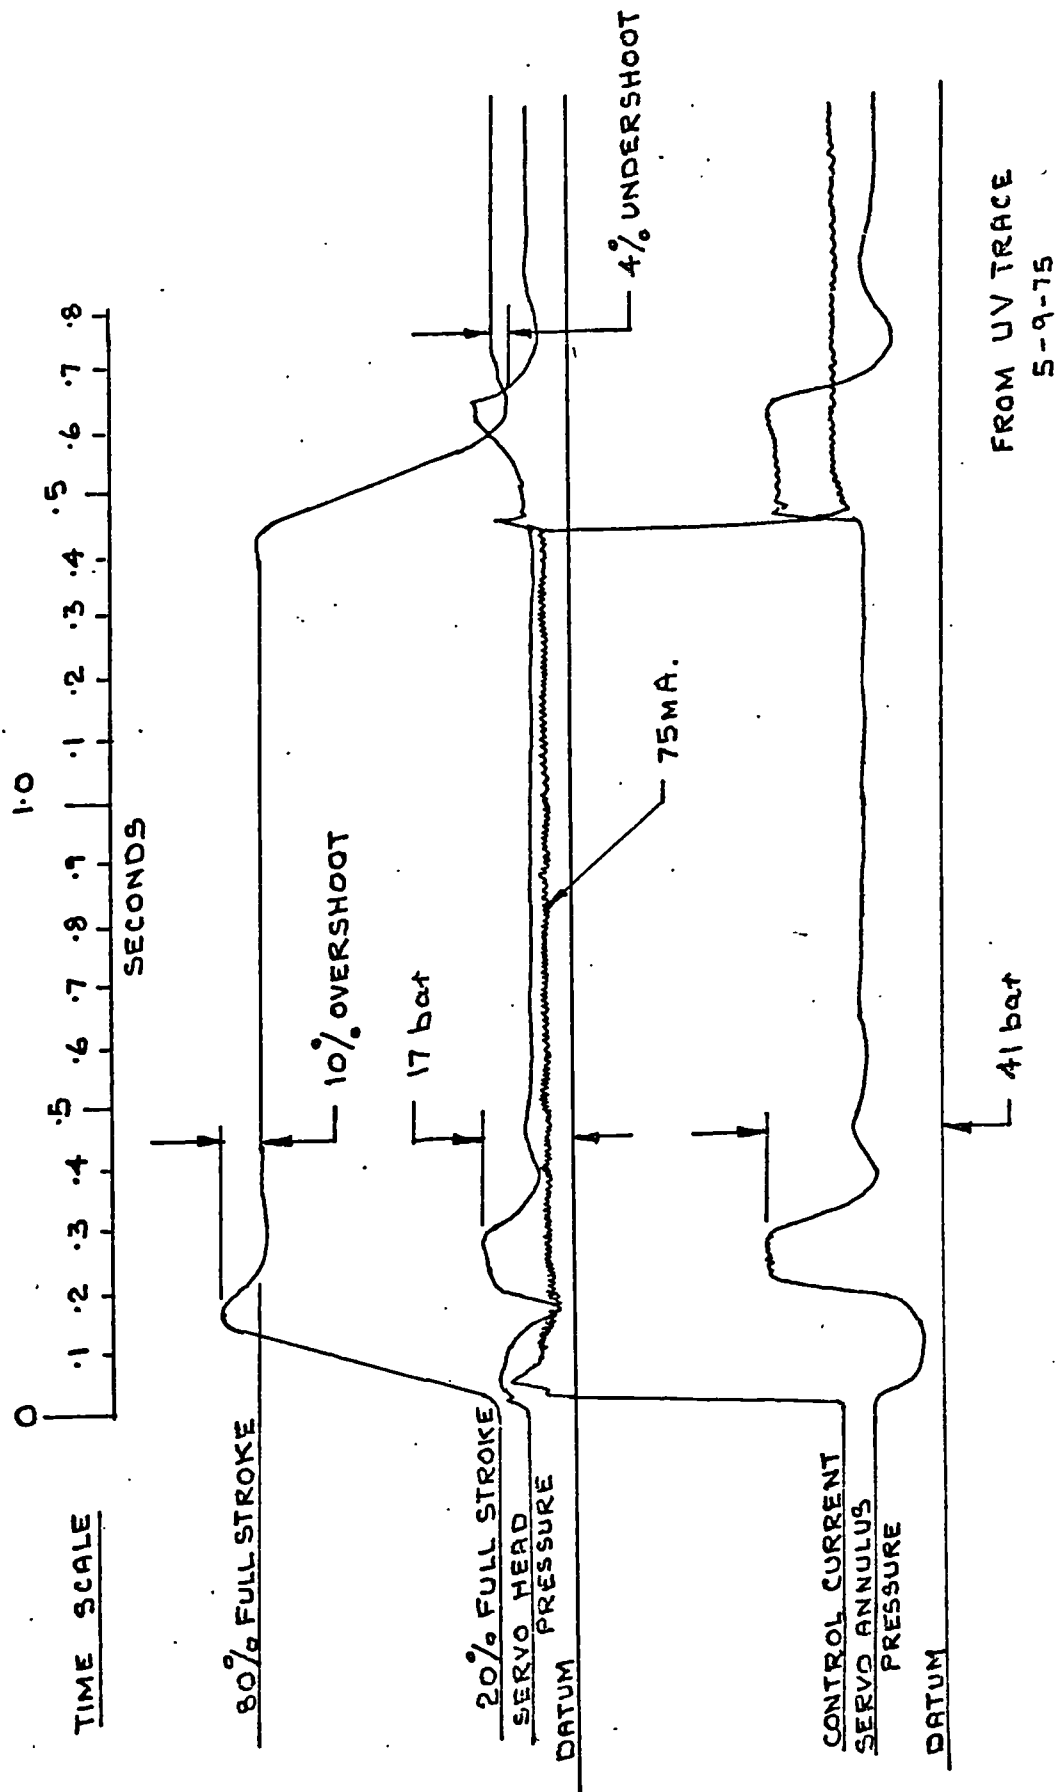 TIME SCALE
0 .1 .2 .3 .4 .5 .6 .7 .8 .9 1.0 .1 .2 .3 .4 .5 .6 .7 .8
SECONDS
80% FULL STROKE
10% OVERSHOOT
17 bar
20% FULL STROKE
SERVO HEAD
PRESSURE
DATUM
75MA.
4% UNDERSHOOT
CONTROL CURRENT
SERVO ANNULUS
PRESSURE
DATUM
41 bar
FROM UV TRACE
5-9-75